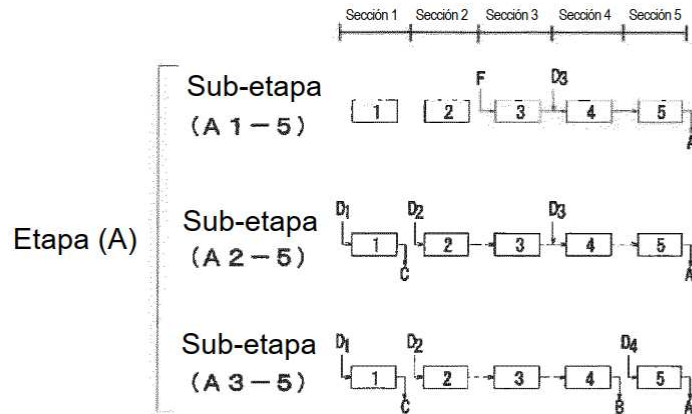 Sección 1 Sección 2 Sección 3 Sección 4 Sección 5
Sub-etapa
F D3
(A 1-5)
1 2 3 4 5
A
Etapa (A)
Sub-etapa
D1 D2 D3
(A 2-5)
1 2 3 4 5
C A
Sub-etapa
D1 D2 D4
(A 3-5)
1 2 3 4 5
C B A